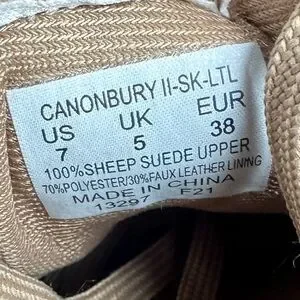 CANONBURY II-SK-LTL
US UK EUR
7 5 38
100%SHEEP SUEDE UPPER
70%POLYESTER/30%FAUX LEATHER LINING
MADE IN CHINA
13297 F21